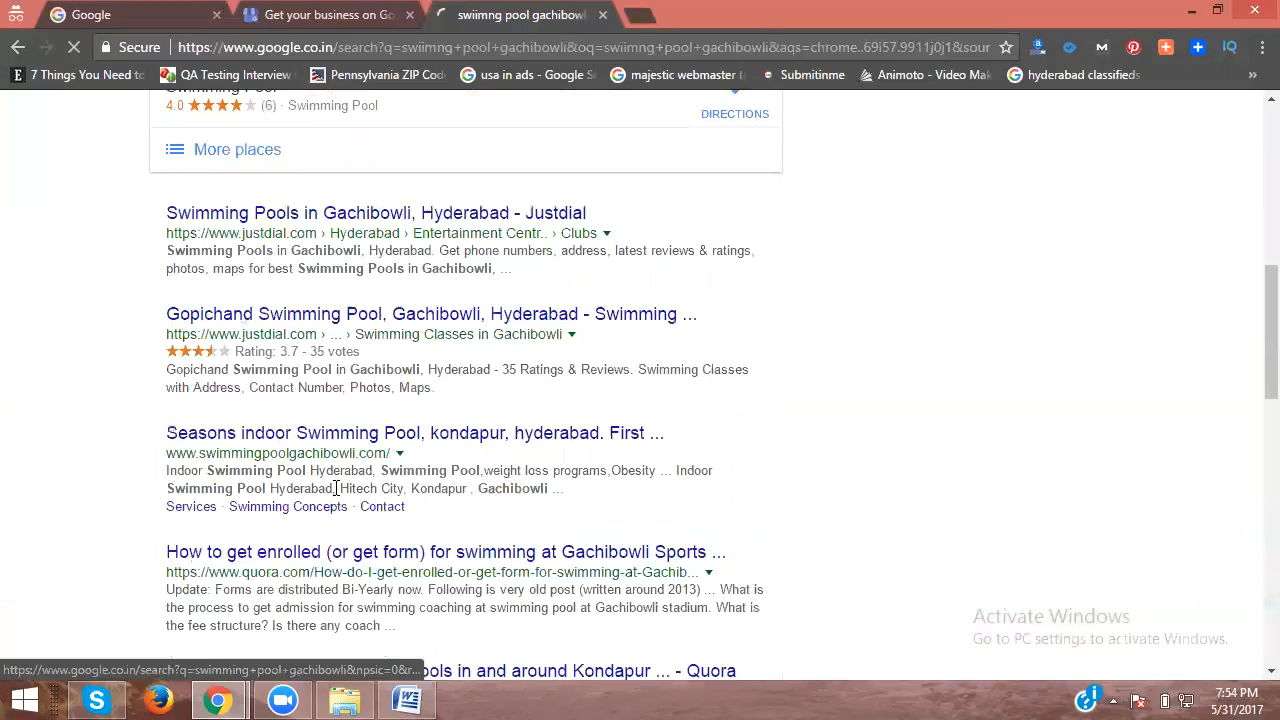 Google
Get your business on Go
swiimng pool gachibowl
Secure
https://www.google.co.in/search?q=swiimng+pool+gachibowli&oq=swiimng+pool+gachibowli&aqs=chrome..69i57.9911j0j1&sour
7 Things You Need to
QA Testing Interview
Pennsylvania ZIP Cod
usa in ads - Google S
majestic webmaster
Submitinme
Animoto - Video Mak
hyderabad classifieds
Swimming Pool
4.0 (6) · Swimming Pool
DIRECTIONS
More places
Swimming Pools in Gachibowli, Hyderabad - Justdial
https://www.justdial.com › Hyderabad › Entertainment Centr.. › Clubs
Swimming Pools in Gachibowli, Hyderabad. Get phone numbers, address, latest reviews & ratings,
photos, maps for best Swimming Pools in Gachibowli, ...
Gopichand Swimming Pool, Gachibowli, Hyderabad - Swimming ...
https://www.justdial.com › ... › Swimming Classes in Gachibowli
Rating: 3.7 - 35 votes
Gopichand Swimming Pool in Gachibowli, Hyderabad - 35 Ratings & Reviews. Swimming Classes
with Address, Contact Number, Photos, Maps.
Seasons indoor Swimming Pool, kondapur, hyderabad. First ...
www.swimmingpoolgachibowli.com/
Indoor Swimming Pool Hyderabad, Swimming Pool,weight loss programs,Obesity ... Indoor
Swimming Pool Hyderabad, Hitech City, Kondapur , Gachibowli ...
Services · Swimming Concepts · Contact
How to get enrolled (or get form) for swimming at Gachibowli Sports ...
https://www.quora.com/How-do-I-get-enrolled-or-get-form-for-swimming-at-Gachib...
Update: Forms are distributed Bi-Yearly now. Following is very old post (written around 2013) ... What is
the process to get admission for swimming coaching at swimming pool at Gachibowli stadium. What is
the fee structure? Is there any coach ...
ools in and around Kondapur ... - Quora
https://www.google.co.in/search?q=swimming+pool+gachibowli&npsic=0&r...
Activate Windows
Go to PC settings to activate Windows.
7:54 PM
5/31/2017